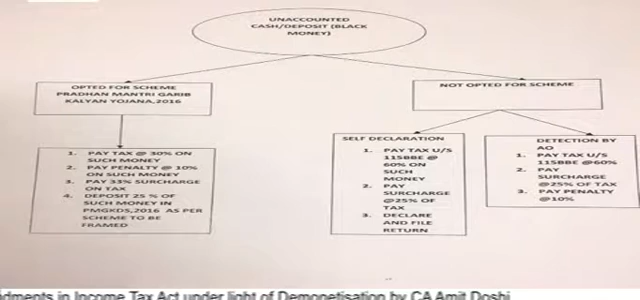 UNACCOUNTED
CASH/DEPOSIT (BLACK
MONEY)
OPTED FOR SCHEME
PRADHAN MANTRI GARIB
KALYAN YOJANA,2016
NOT OPTED FOR SCHEME
1. PAY TAX @ 30% ON
SUCH MONEY
2. PAY PENALTY @ 10%
ON SUCH MONEY
3. PAY 33% SURCHARGE
ON TAX
4. DEPOSIT 25 % OF
SUCH MONEY IN
PMGKDS,2016 AS PER
SCHEME TO BE
FRAMED
SELF DECLARATION
1. PAY TAX U/S
115BBE @
60% ON
SUCH
MONEY
2. PAY
SURCHARGE
@25% OF
TAX
3. DECLARE
AND FILE
RETURN
DETECTION BY
AO
1. PAY TAX U/S
115BBE @60%
2. PAY
SURCHARGE
@25% OF TAX
3. PAY PENALTY
@10%
dments in Income Tax Act under light of Demonetisation by CA Amit Doshi